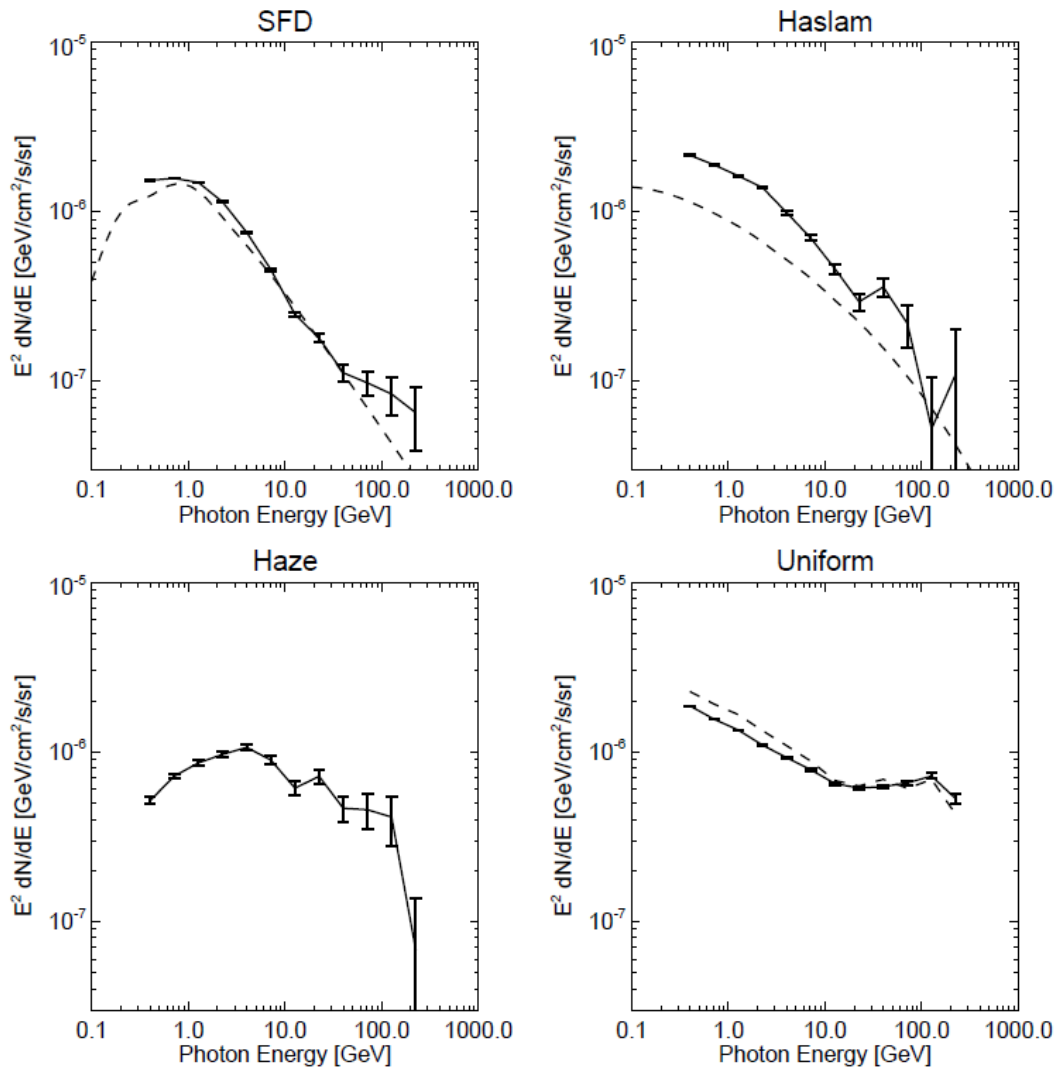 SFD
10^-5
10^-6
10^-7
E^2 dN/dE [GeV/cm^2/s/sr]
0.1 1.0 10.0 100.0 1000.0
Photon Energy [GeV]
Haslam
10^-5
10^-6
10^-7
E^2 dN/dE [GeV/cm^2/s/sr]
0.1 1.0 10.0 100.0 1000.0
Photon Energy [GeV]
Haze
10^-5
10^-6
10^-7
E^2 dN/dE [GeV/cm^2/s/sr]
0.1 1.0 10.0 100.0 1000.0
Photon Energy [GeV]
Uniform
10^-5
10^-6
10^-7
E^2 dN/dE [GeV/cm^2/s/sr]
0.1 1.0 10.0 100.0 1000.0
Photon Energy [GeV]